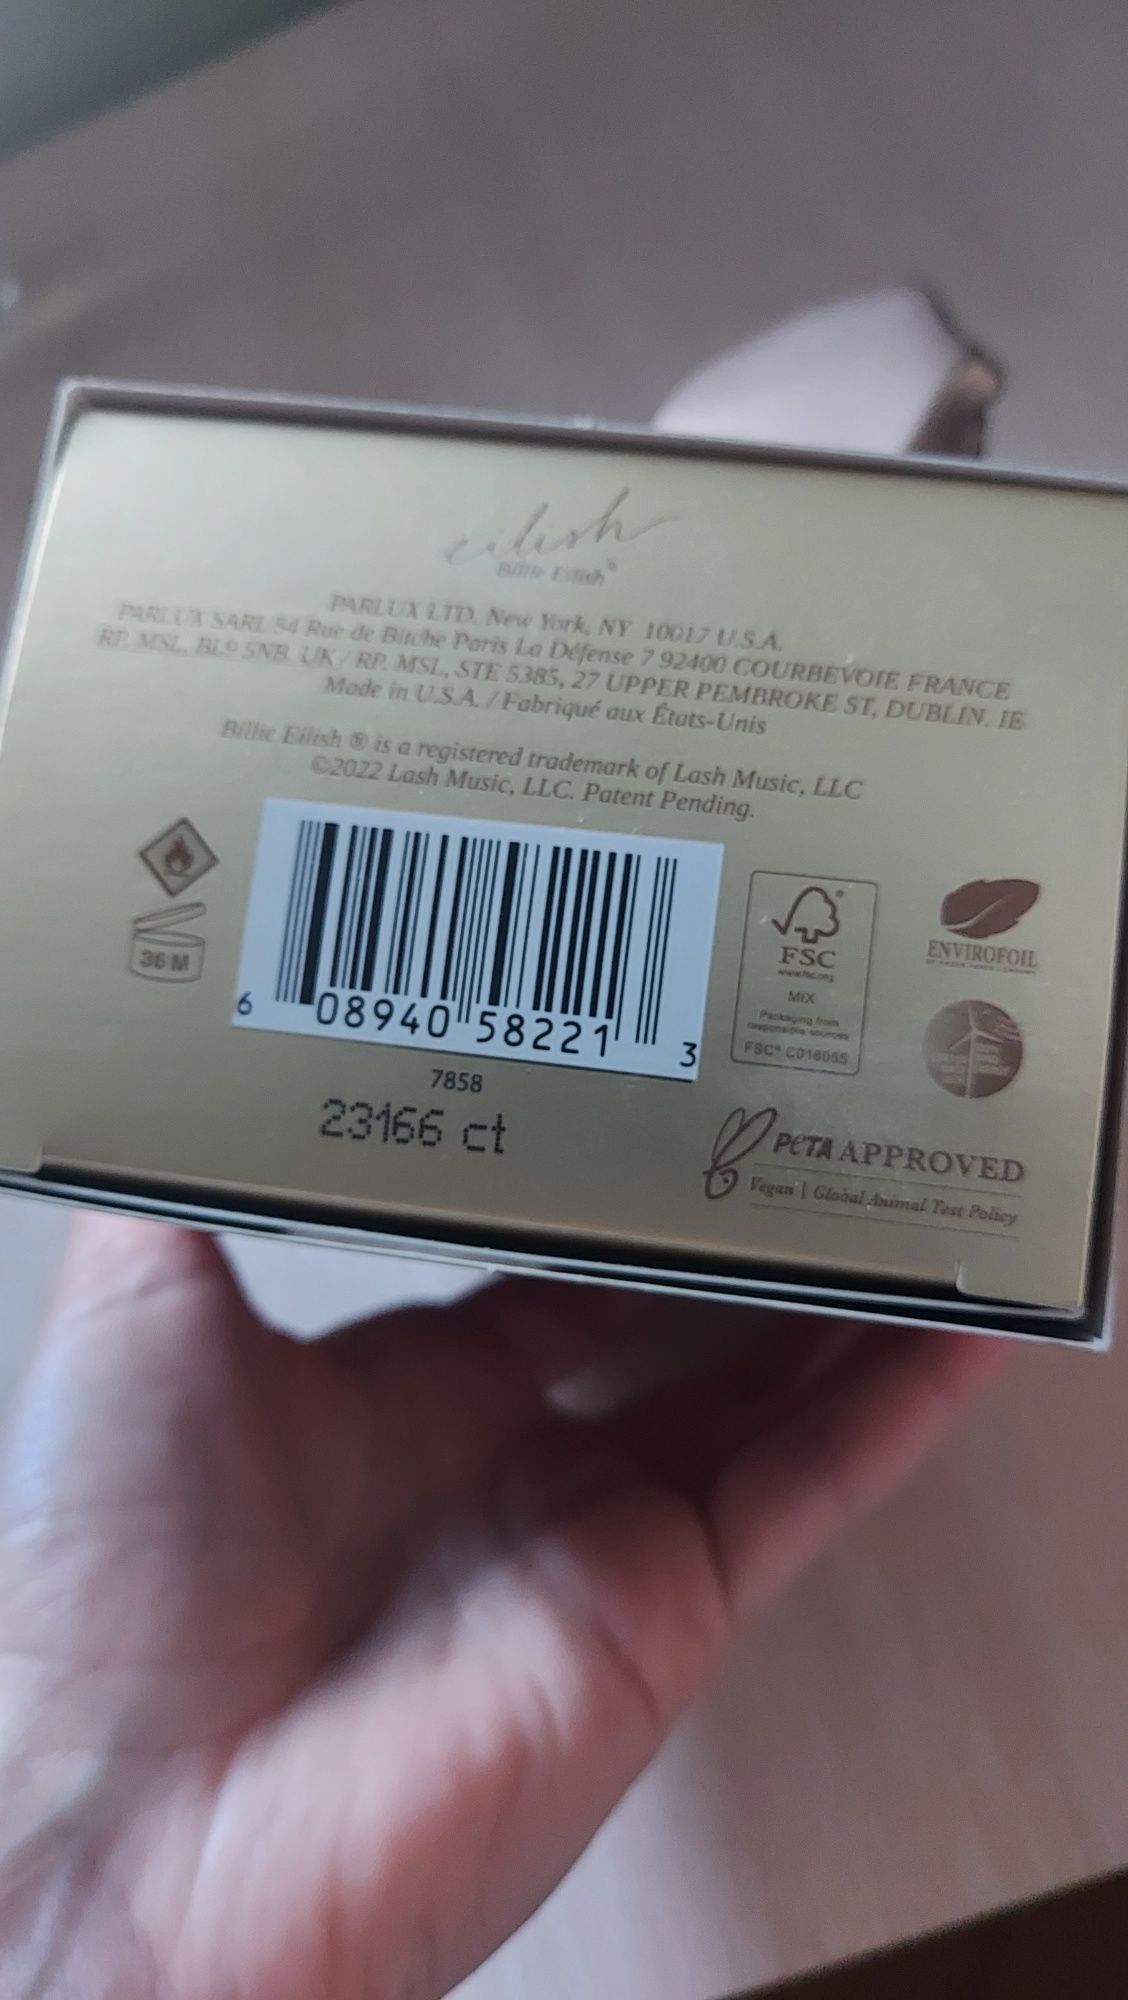 eilish
Billie Eilish®
PARLUX LTD. New York, NY 10017 U.S.A.
PARLUX SARL 54 Rue de Bitche Paris La Défense 7 92400 COURBEVOIE FRANCE
RP. MSL, BL9 5NB. UK / RP. MSL, STE 5385, 27 UPPER PEMBROKE ST, DUBLIN. IE
Made in U.S.A. / Fabriqué aux États-Unis
Billie Eilish ® is a registered trademark of Lash Music, LLC
©2022 Lash Music, LLC. Patent Pending.
36 M
6 08940 58221 3
7858
23166 ct
FSC
www.fsc.org
MIX
Packaging from
responsible sources
FSC® C016055
ENVIROFOIL
PETA APPROVED
Vegan | Global Animal Test Policy